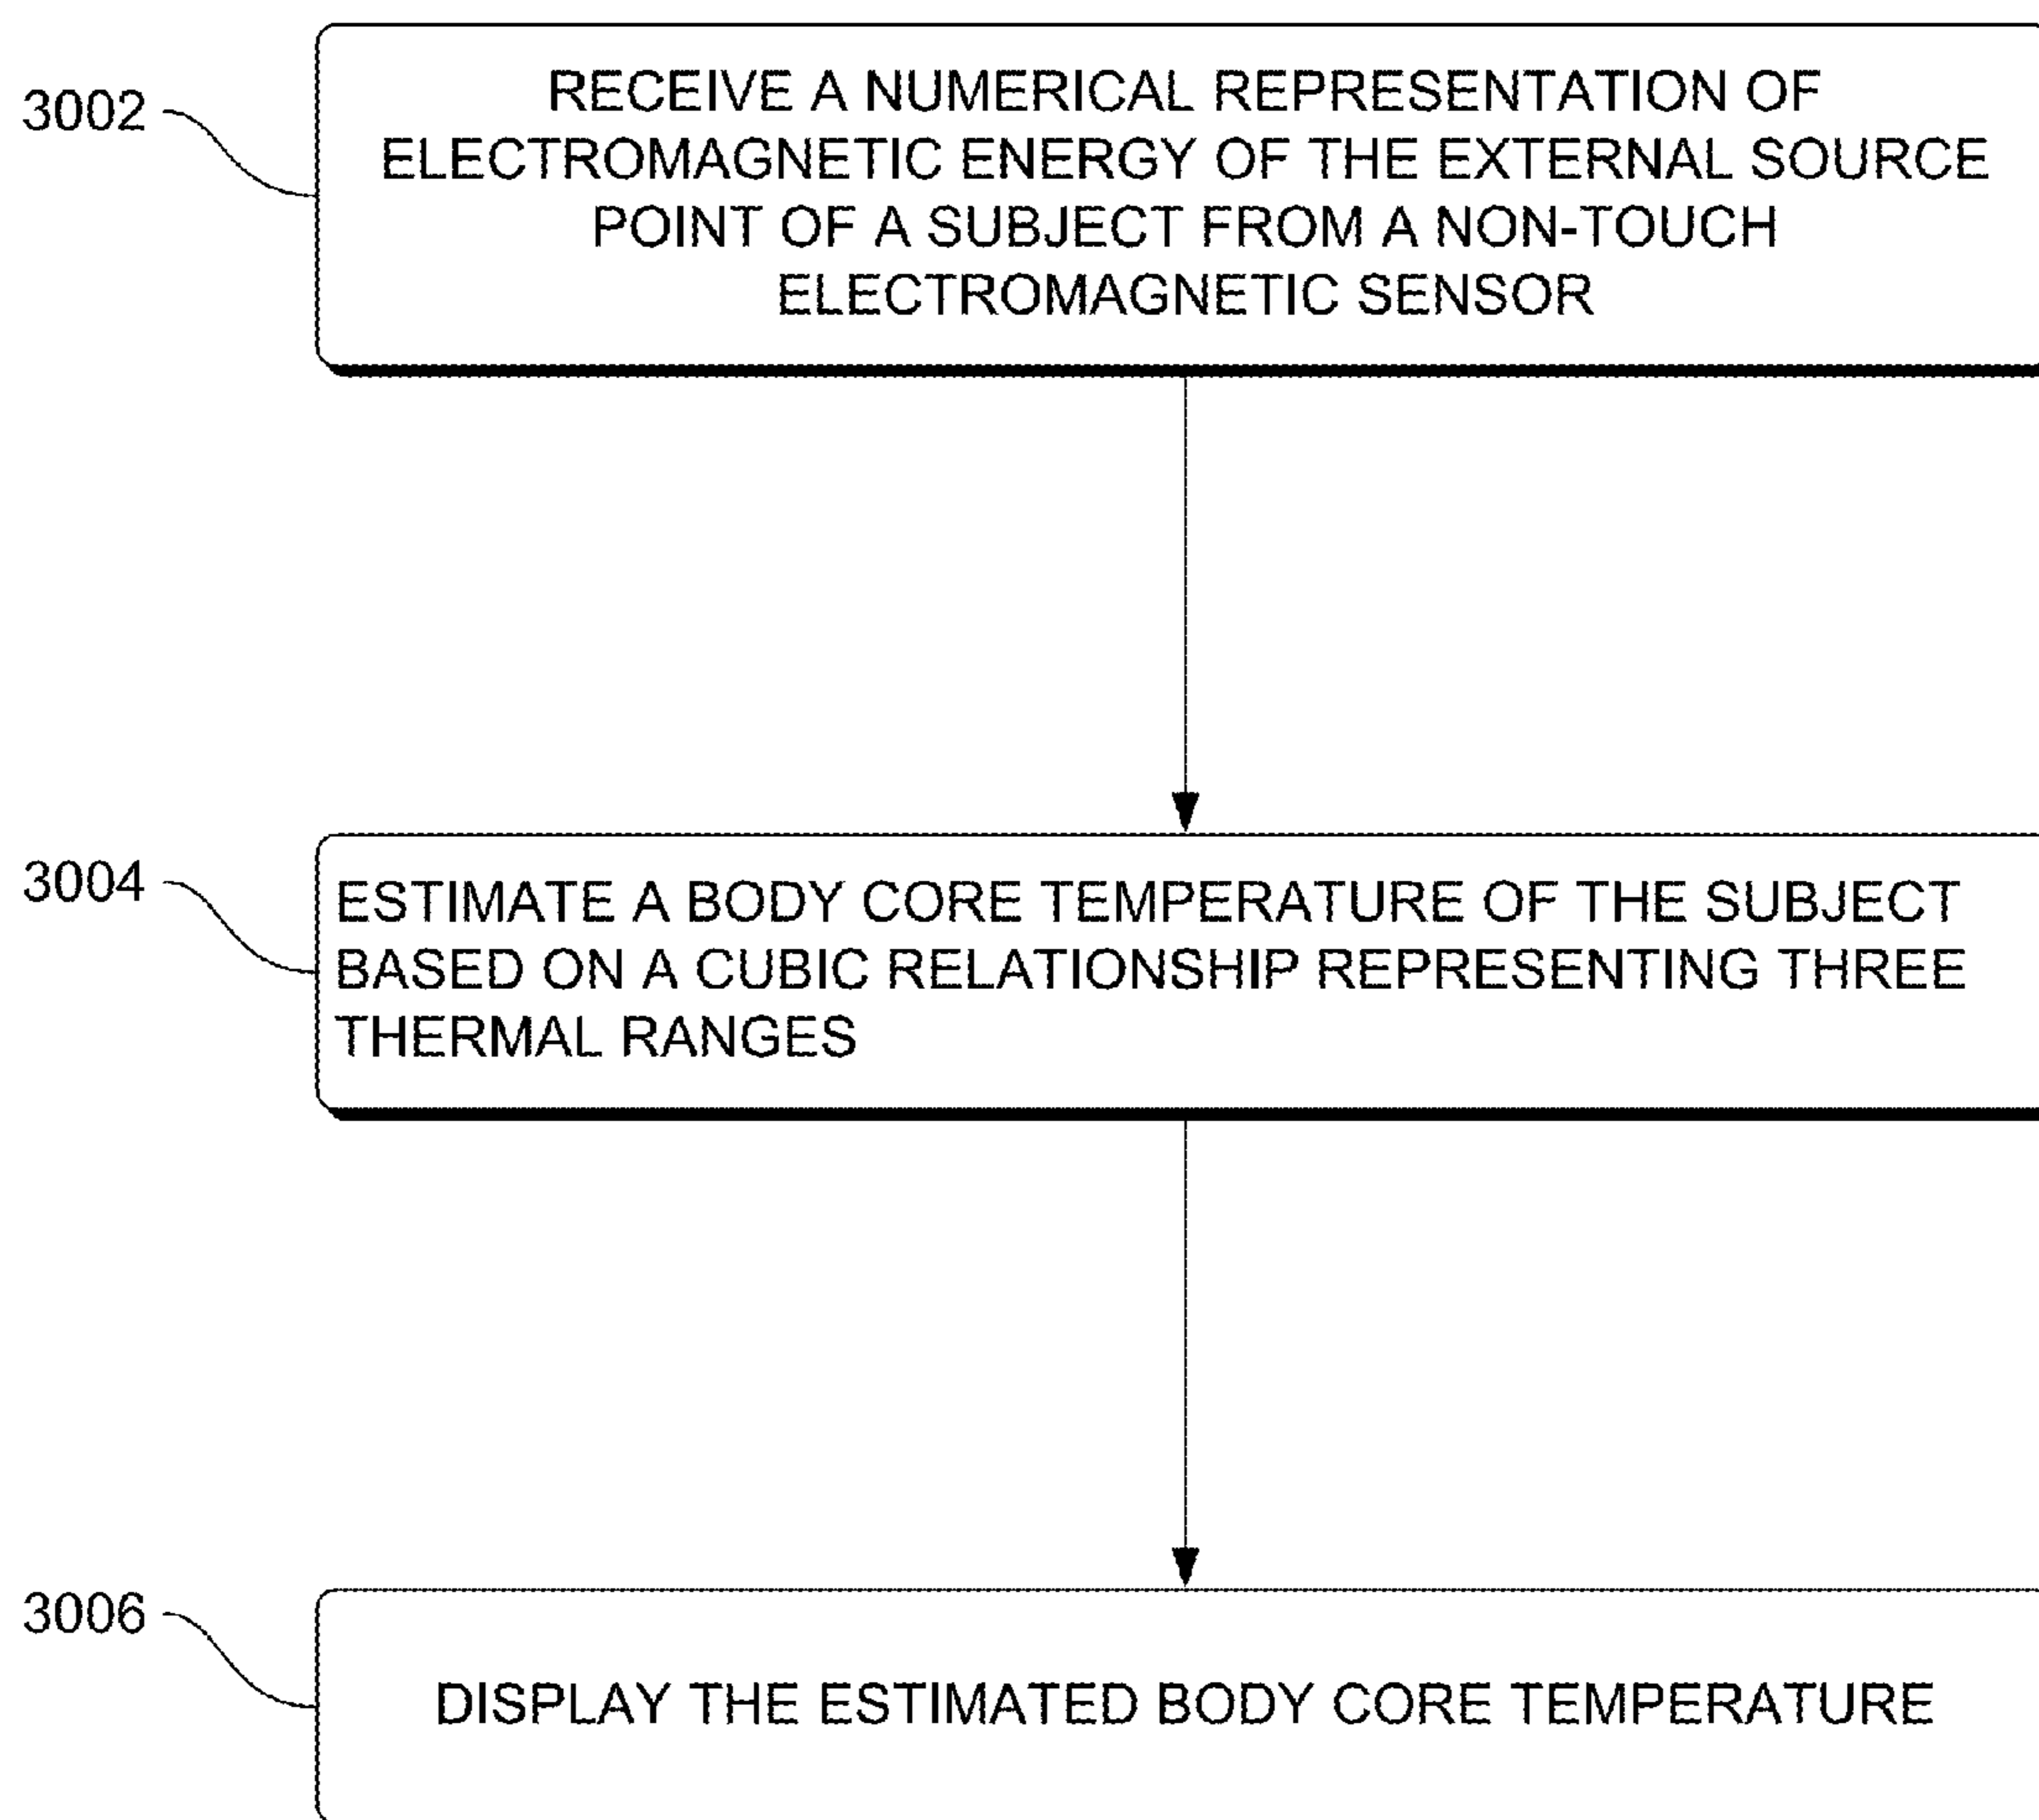 3002
RECEIVE A NUMERICAL REPRESENTATION OF
ELECTROMAGNETIC ENERGY OF THE EXTERNAL SOURCE
POINT OF A SUBJECT FROM A NON-TOUCH
ELECTROMAGNETIC SENSOR
3004
ESTIMATE A BODY CORE TEMPERATURE OF THE SUBJECT
BASED ON A CUBIC RELATIONSHIP REPRESENTING THREE
THERMAL RANGES
3006
DISPLAY THE ESTIMATED BODY CORE TEMPERATURE